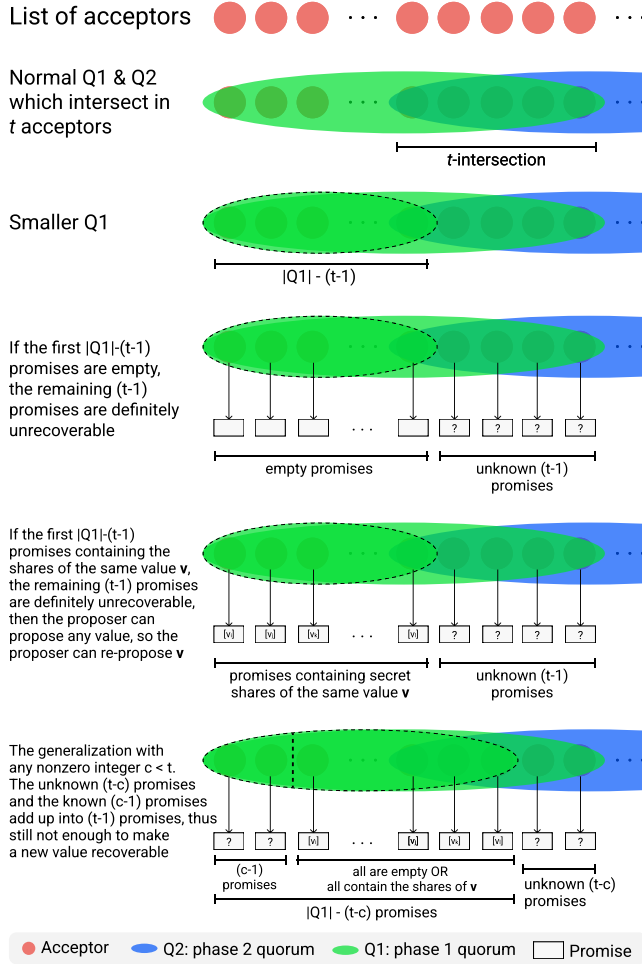 List of acceptors
. . .
. . .
Normal Q1 & Q2
which intersect in
t acceptors
. . .
. . .
t-intersection
Smaller Q1
. . .
. . .
|Q1| - (t-1)
If the first |Q1|-(t-1)
promises are empty,
the remaining (t-1)
promises are definitely
unrecoverable
. . .
. . .
. . . ? ? ? ?
empty promises
unknown (t-1)
promises
If the first |Q1|-(t-1)
promises containing the
shares of the same value v,
the remaining (t-1) promises
are definitely unrecoverable,
then the proposer can
propose any value, so the
proposer can re-propose v
. . .
. . .
. . . ? ? ? ?
promises containing secret
shares of the same value v
unknown (t-1)
promises
The generalization with
any nonzero integer c < t.
The unknown (t-c) promises
and the known (c-1) promises
add up into (t-1) promises, thus
still not enough to make
a new value recoverable
. . .
. . .
? ? . . . ? ?
(c-1)
promises
all are empty OR
all contain the shares of v
unknown (t-c)
promises
|Q1| - (t-c) promises
Acceptor Q2: phase 2 quorum Q1: phase 1 quorum Promise